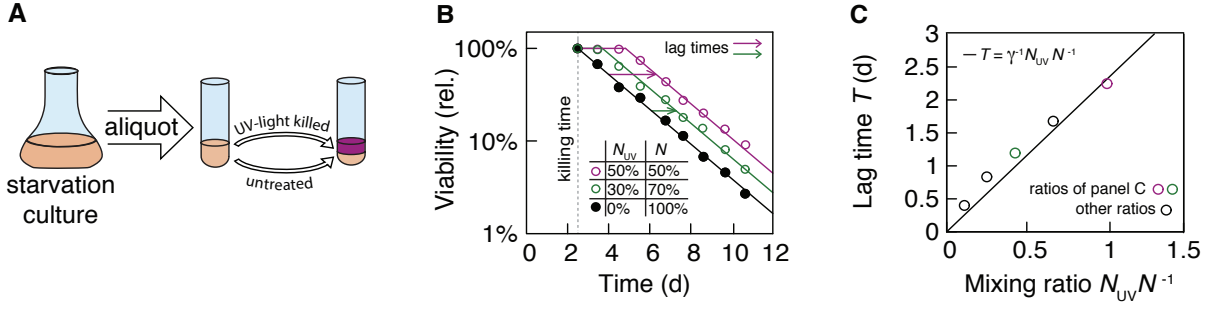 A
starvation
culture
aliquot
UV-light killed
untreated
B
Viability (rel.)
100%
10%
1%
killing time
lag times
N_UV N
50% 50%
30% 70%
0% 100%
0 2 4 6 8 10 12
Time (d)
C
Lag time T (d)
3
2.5
2
1.5
1
0.5
0
T = γ⁻¹N_UV N⁻¹
ratios of panel C
other ratios
0 0.5 1 1.5
Mixing ratio N_UV N⁻¹